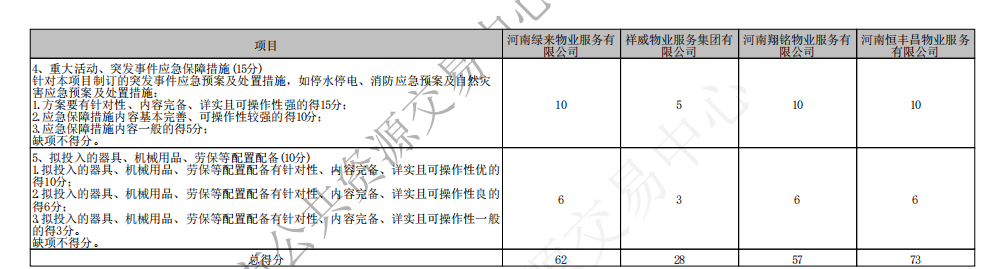 项目
河南绿来物业服务有
限公司
祥威物业服务集团有
限公司
河南翔铭物业服务有
限公司
河南恒丰昌物业服务
有限公司
4、重大活动、突发事件应急保障措施(15分)
针对本项目制订的突发事件应急预案及处置措施，如停水停电、消防应急预案及自然灾
害应急预案及处置措施:
1.方案要有针对性、内容完备、详实且可操作性强的得15分;
2.应急保障措施内容基本完善、可操作性较强的得10分;
3.应急保障措施内容一般的得5分;
缺项不得分。
10
5
10
10
5、拟投入的器具、机械用品、劳保等配置配备(10分)
1.拟投入的器具、机械用品、劳保等配置配备有针对性、内容完备、详实且可操作性优的
得10分;
2.拟投入的器具、机械用品、劳保等配置配备有针对性、内容完备、详实且可操作性良的
得6分;
3.拟投入的器具、机械用品、劳保等配置配备有针对性、内容完备、详实且可操作性一般
的得3分。
缺项不得分。
6
3
6
6
总得分
62
28
57
73
公共资源交易中心
源交易中心